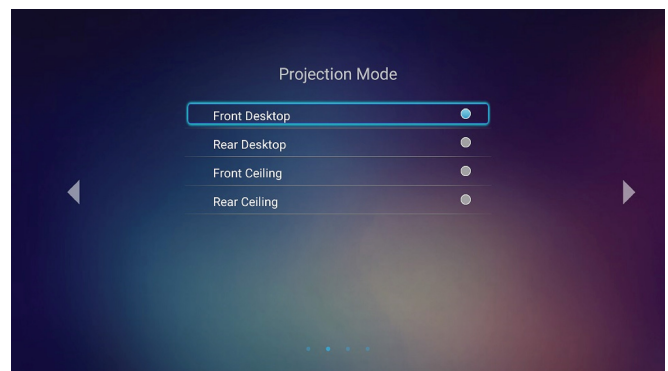 Projection Mode
Front Desktop
Rear Desktop
Front Ceiling
Rear Ceiling